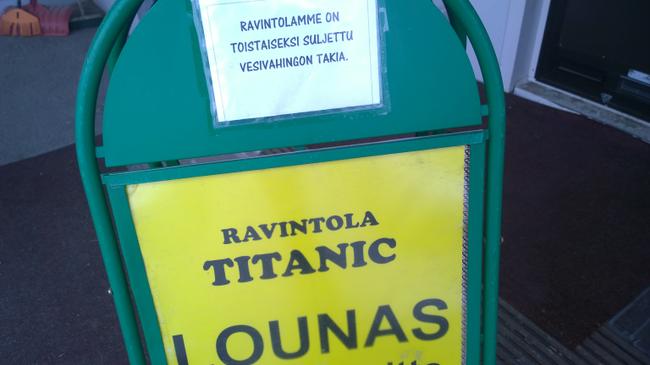 RAVINTOLAMME ON
TOISTAISEKSI SULJETTU
VESIVAHINGON TAKIA.
RAVINTOLA
TITANIC
LOUNAS